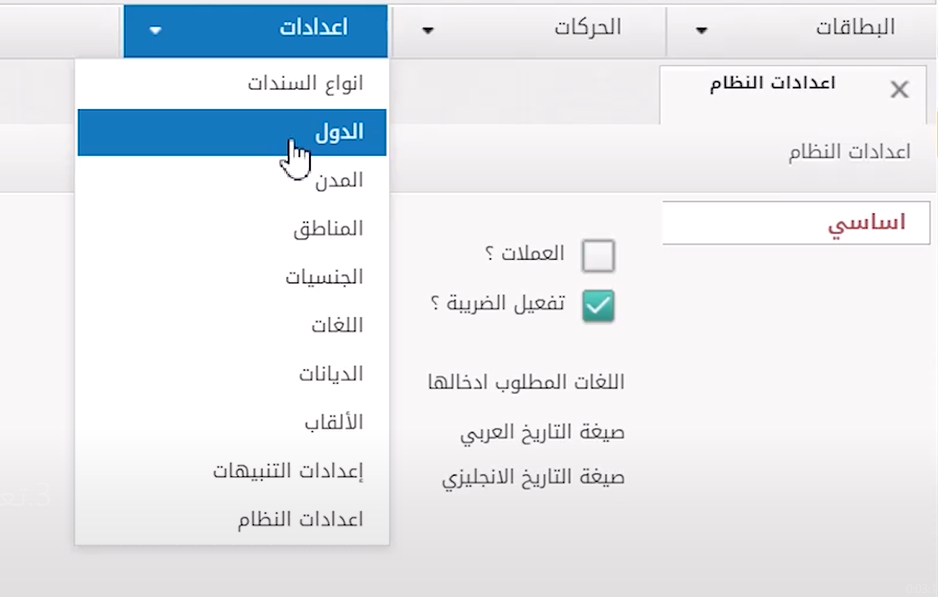 البطاقات
الحركات
اعدادات
اعدادات النظام
اعدادات النظام
اساسي
العملات ؟
تفعيل الضريبة ؟
اللغات المطلوب ادخالها
صيغة التاريخ العربي
صيغة التاريخ الانجليزي
انواع السندات
الدول
المدن
المناطق
الجنسيات
اللغات
الديانات
الألقاب
إعدادات التنبيهات
اعدادات النظام